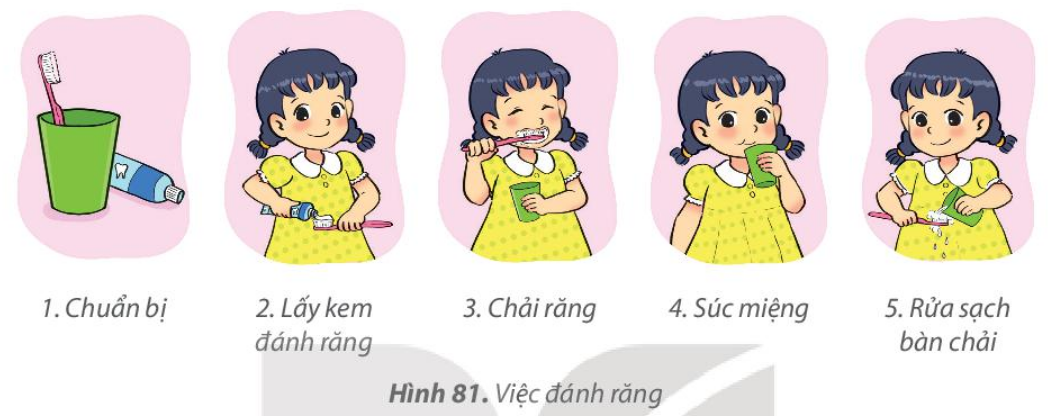 1. Chuẩn bị
2. Lấy kem
đánh răng
3. Chải răng
4. Súc miệng
5. Rửa sạch
bàn chải
Hình 81. Việc đánh răng